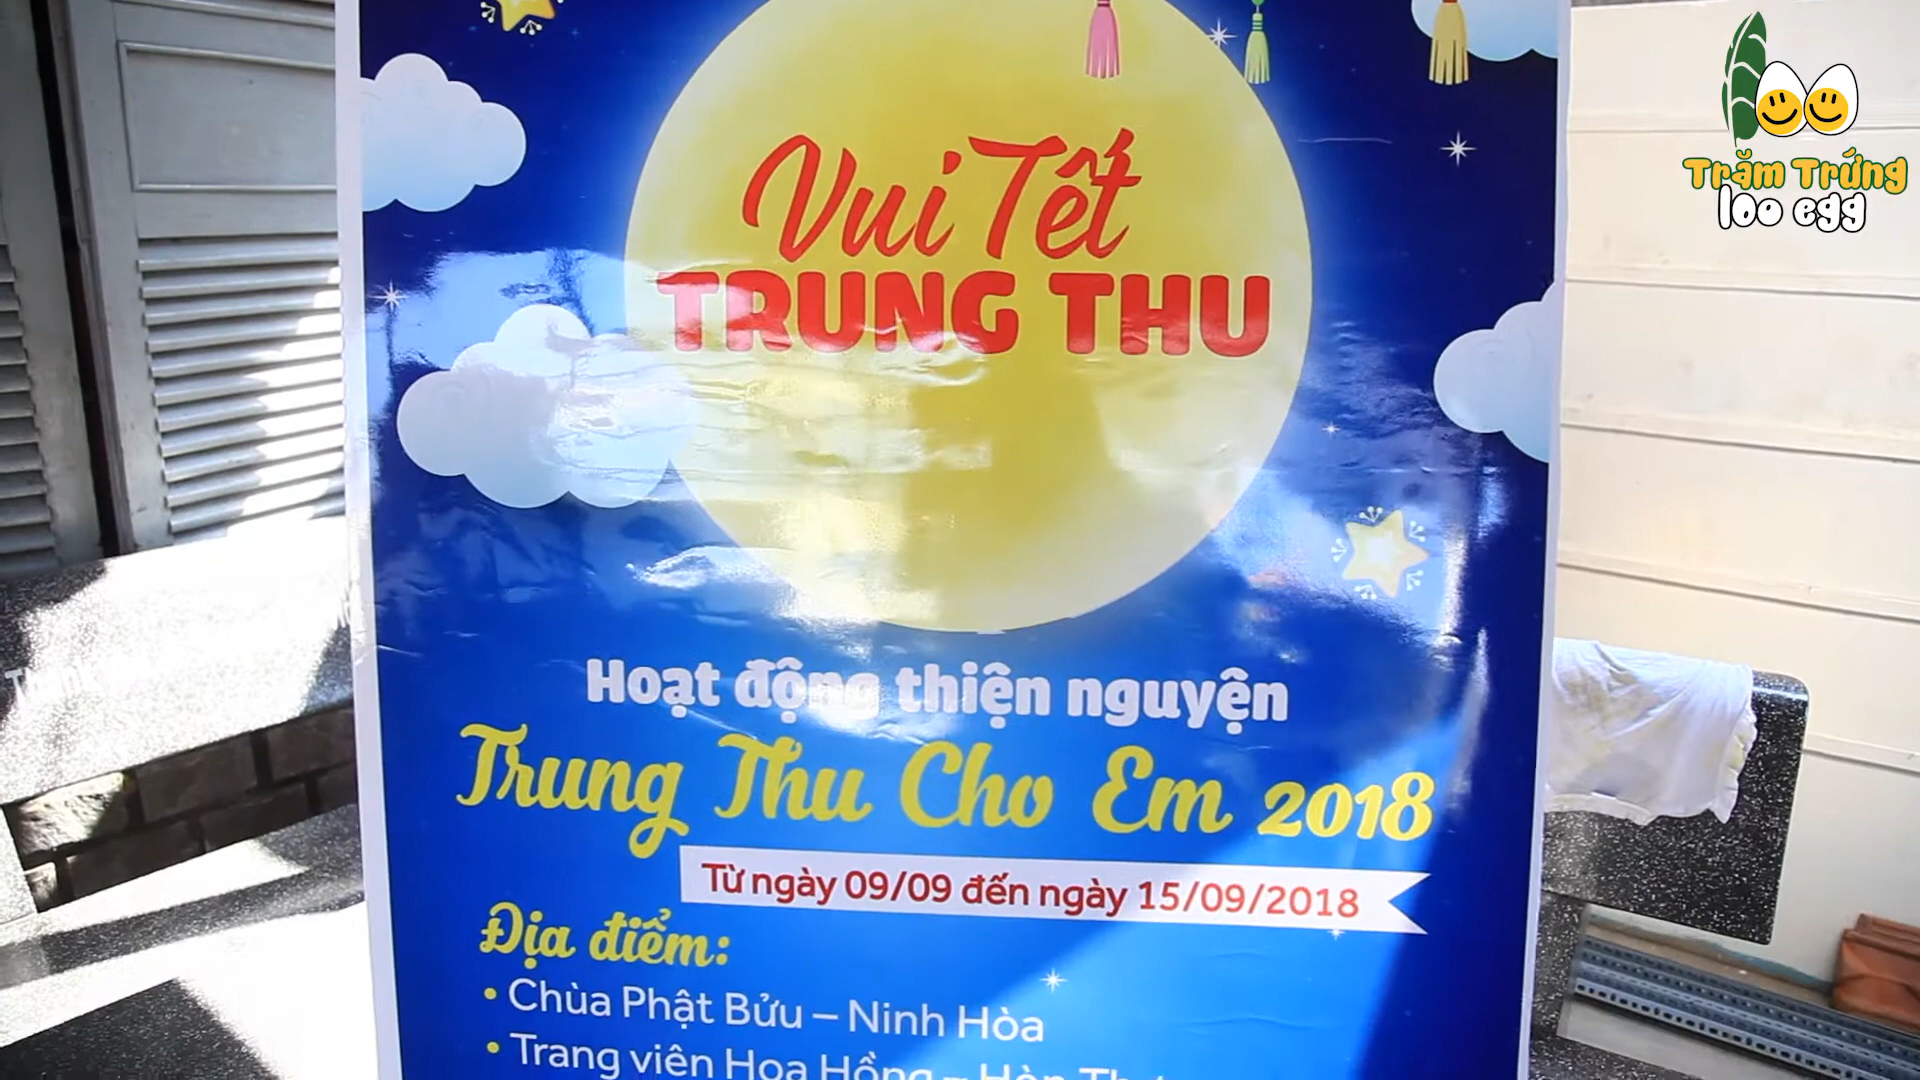 Trăm Trứng
100 egg
Vui Tết
TRUNG THU
Hoạt động thiện nguyện
Trung Thu Cho Em 2018
Từ ngày 09/09 đến ngày 15/09/2018
Địa điểm:
• Chùa Phật Bửu – Ninh Hòa
• Trang viên Hoa Hồng – Hòn